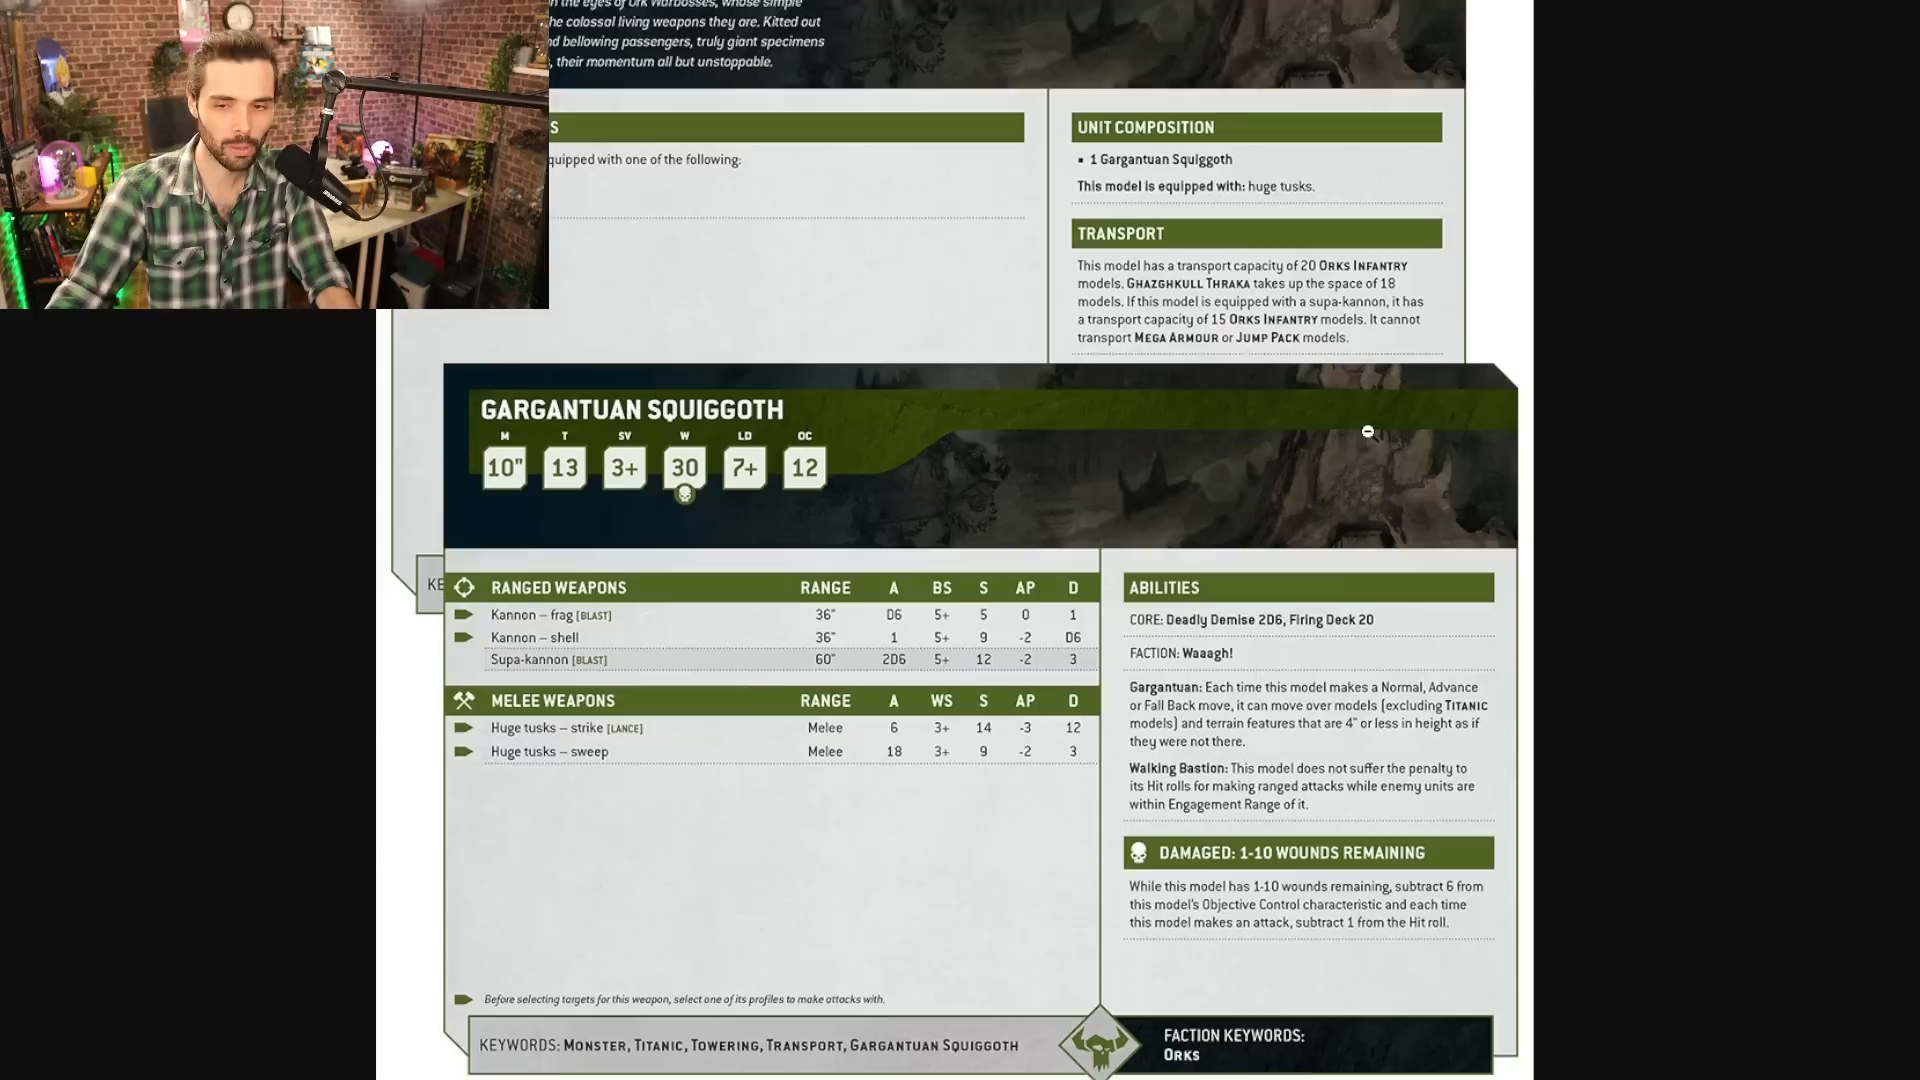 in the eyes of Ork Warbosses, whose simple
he colossal living weapons they are. Kitted out
nd bellowing passengers, truly giant specimens
, their momentum all but unstoppable.
S
quipped with one of the following:
UNIT COMPOSITION
▪ 1 Gargantuan Squiggoth
This model is equipped with: huge tusks.
TRANSPORT
This model has a transport capacity of 20 ORKS INFANTRY
models. GHAZGHKULL THRAKA takes up the space of 18
models. If this model is equipped with a supa-kannon, it has
a transport capacity of 15 ORKS INFANTRY models. It cannot
transport MEGA ARMOUR or JUMP PACK models.
KE
GARGANTUAN SQUIGGOTH
M T SV W LD OC
10" 13 3+ 30 7+ 12
RANGED WEAPONS RANGE A BS S AP D
Kannon – frag [BLAST] 36" D6 5+ 5 0 1
Kannon – shell 36" 1 5+ 9 -2 D6
Supa-kannon [BLAST] 60" 2D6 5+ 12 -2 3
MELEE WEAPONS RANGE A WS S AP D
Huge tusks – strike [LANCE] Melee 6 3+ 14 -3 12
Huge tusks – sweep Melee 18 3+ 9 -2 3
Before selecting targets for this weapon, select one of its profiles to make attacks with.
ABILITIES
CORE: Deadly Demise 2D6, Firing Deck 20
FACTION: Waaagh!
Gargantuan: Each time this model makes a Normal, Advance
or Fall Back move, it can move over models (excluding TITANIC
models) and terrain features that are 4" or less in height as if
they were not there.
Walking Bastion: This model does not suffer the penalty to
its Hit rolls for making ranged attacks while enemy units are
within Engagement Range of it.
DAMAGED: 1-10 WOUNDS REMAINING
While this model has 1-10 wounds remaining, subtract 6 from
this model's Objective Control characteristic and each time
this model makes an attack, subtract 1 from the Hit roll.
KEYWORDS: MONSTER, TITANIC, TOWERING, TRANSPORT, GARGANTUAN SQUIGGOTH
FACTION KEYWORDS:
ORKS